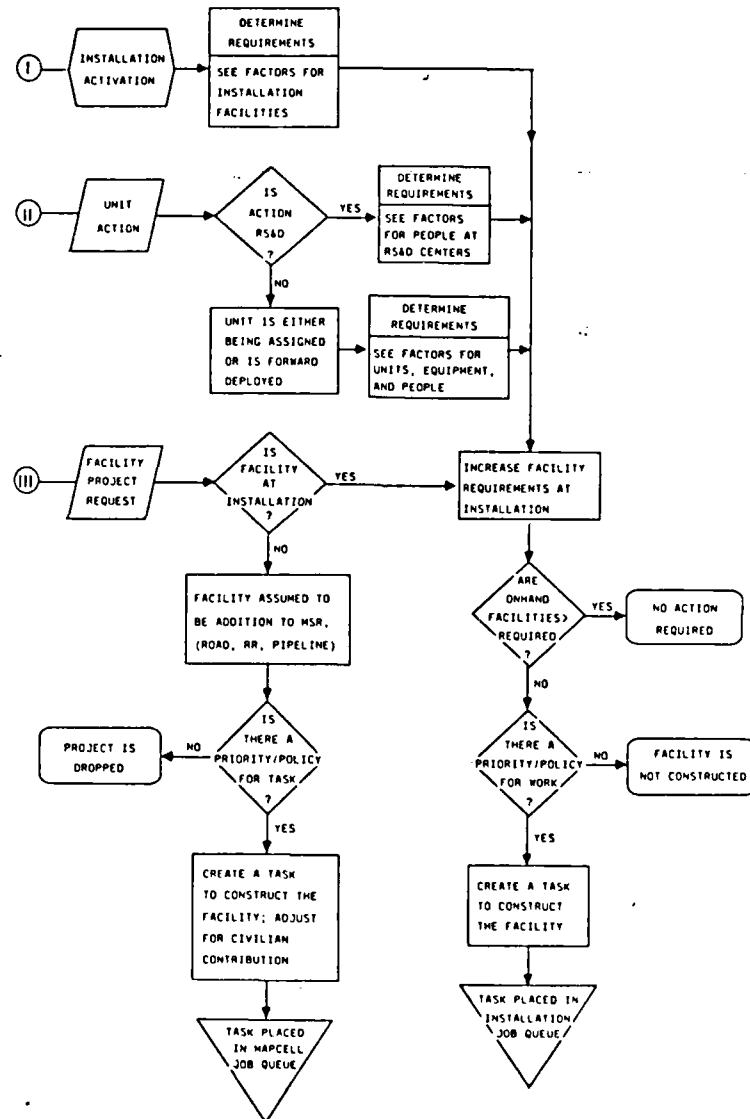 I
INSTALLATION
ACTIVATION
DETERMINE
REQUIREMENTS
SEE FACTORS FOR
INSTALLATION
FACILITIES
II
UNIT
ACTION
IS
ACTION
RS&D
?
YES
DETERMINE
REQUIREMENTS
SEE FACTORS
FOR PEOPLE AT
RS&D CENTERS
NO
UNIT IS EITHER
BEING ASSIGNED
OR IS FORWARD
DEPLOYED
DETERMINE
REQUIREMENTS
SEE FACTORS FOR
UNITS, EQUIPMENT,
AND PEOPLE
III
FACILITY
PROJECT
REQUEST
IS
FACILITY
AT
INSTALLATION
?
YES
INCREASE FACILITY
REQUIREMENTS AT
INSTALLATION
NO
FACILITY ASSUMED TO
BE ADDITION TO MSR,
(ROAD, RR, PIPELINE)
ARE
ONHAND
FACILITIES>
REQUIRED
?
YES
NO ACTION
REQUIRED
NO
IS
THERE A
PRIORITY/POLICY
FOR TASK
?
NO
PROJECT IS
DROPPED
IS
THERE A
PRIORITY/POLICY
FOR WORK
?
NO
FACILITY IS
NOT CONSTRUCTED
YES
CREATE A TASK
TO CONSTRUCT THE
FACILITY; ADJUST
FOR CIVILIAN
CONTRIBUTION
YES
CREATE A TASK
TO CONSTRUCT
THE FACILITY
TASK PLACED
IN MAPCELL
JOB QUEUE
TASK PLACED IN
INSTALLATION
JOB QUEUE